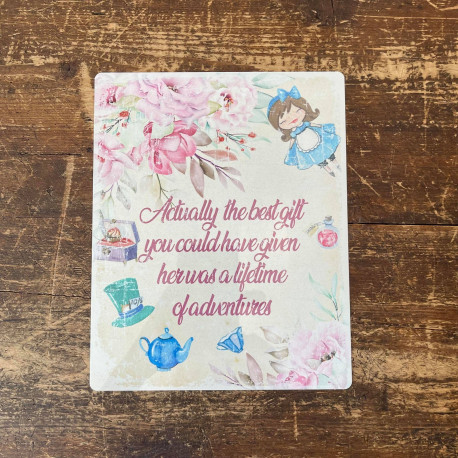 Actually the best gift
you could have given
her was a lifetime
of adventures